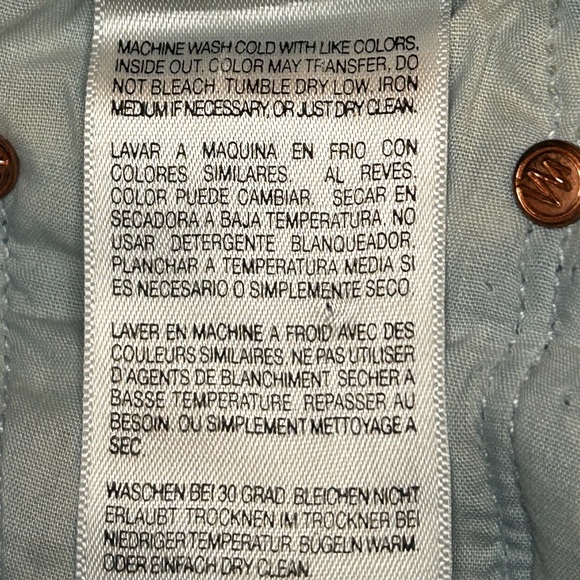 MACHINE WASH COLD WITH LIKE COLORS,
INSIDE OUT. COLOR MAY TRANSFER. DO
NOT BLEACH. TUMBLE DRY LOW. IRON
MEDIUM IF NECESSARY, OR JUST DRY CLEAN.
LAVAR A MAQUINA EN FRIO CON
COLORES SIMILARES. AL REVES.
COLOR PUEDE CAMBIAR. SECAR EN
SECADORA A BAJA TEMPERATURA. NO
USAR DETERGENTE BLANQUEADOR.
PLANCHAR A TEMPERATURA MEDIA SI
ES NECESARIO O SIMPLEMENTE SECO.
LAVER EN MACHINE A FROID AVEC DES
COULEURS SIMILAIRES. NE PAS UTILISER
D'AGENTS DE BLANCHIMENT. SECHER A
BASSE TEMPERATURE. REPASSER AU
BESOIN. OU SIMPLEMENT METTOYAGE A
SEC
WASCHEN BEI 30 GRAD. BLEICHEN NICHT
ERLAUBT. TROCKNEN IM TROCKNER BEI
NIEDRIGER TEMPERATUR. BUGELN WARM
ODER EINFACH DRY CLEAN.